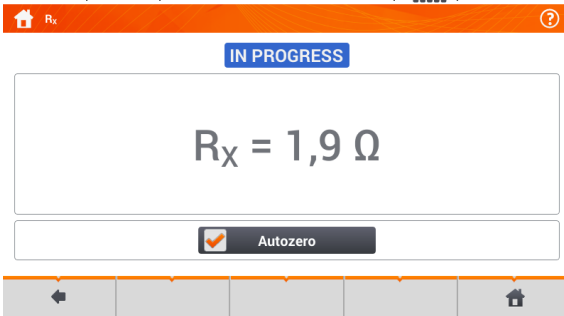 Rx
?
IN PROGRESS
RX = 1,9 Ω
Autozero